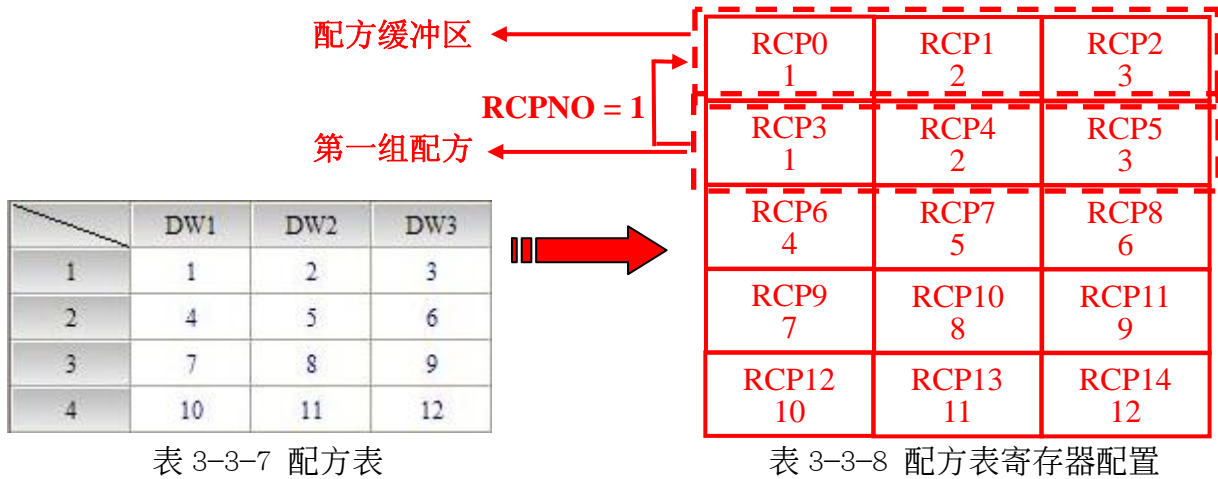 配方缓冲区
RCPNO = 1
第一组配方
RCP0 RCP1 RCP2
1 2 3
RCP3 RCP4 RCP5
1 2 3
RCP6 RCP7 RCP8
4 5 6
RCP9 RCP10 RCP11
7 8 9
RCP12 RCP13 RCP14
10 11 12
DW1 DW2 DW3
1 1 2 3
2 4 5 6
3 7 8 9
4 10 11 12
表 3-3-7 配方表
表 3-3-8 配方表寄存器配置